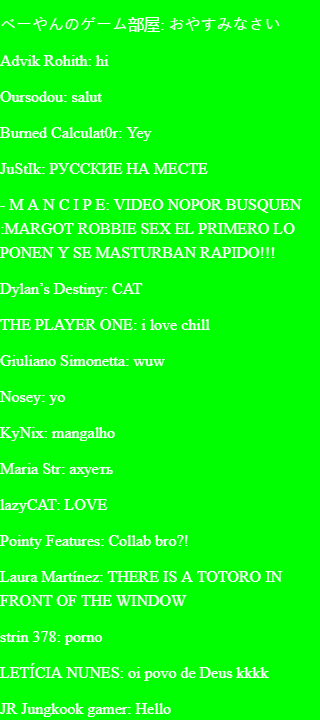 べーやんのゲーム部屋: おやすみなさい
Advik Rohith: hi
Oursodou: salut
Burned Calculat0r: Yey
JuStlk: РУССКИЕ НА МЕСТЕ
- M A N C I P E: VIDEO NOPOR BUSQUEN
:MARGOT ROBBIE SEX EL PRIMERO LO
PONEN Y SE MASTURBAN RAPIDO!!!
Dylan's Destiny: CAT
THE PLAYER ONE: i love chill
Giuliano Simonetta: wuw
Nosey: yo
KyNix: mangalho
Maria Str: ахуеть
lazyCAT: LOVE
Pointy Features: Collab bro?!
Laura Martínez: THERE IS A TOTORO IN
FRONT OF THE WINDOW
strin 378: porno
LETÍCIA NUNES: oi povo de Deus kkkk
JR Jungkook gamer: Hello